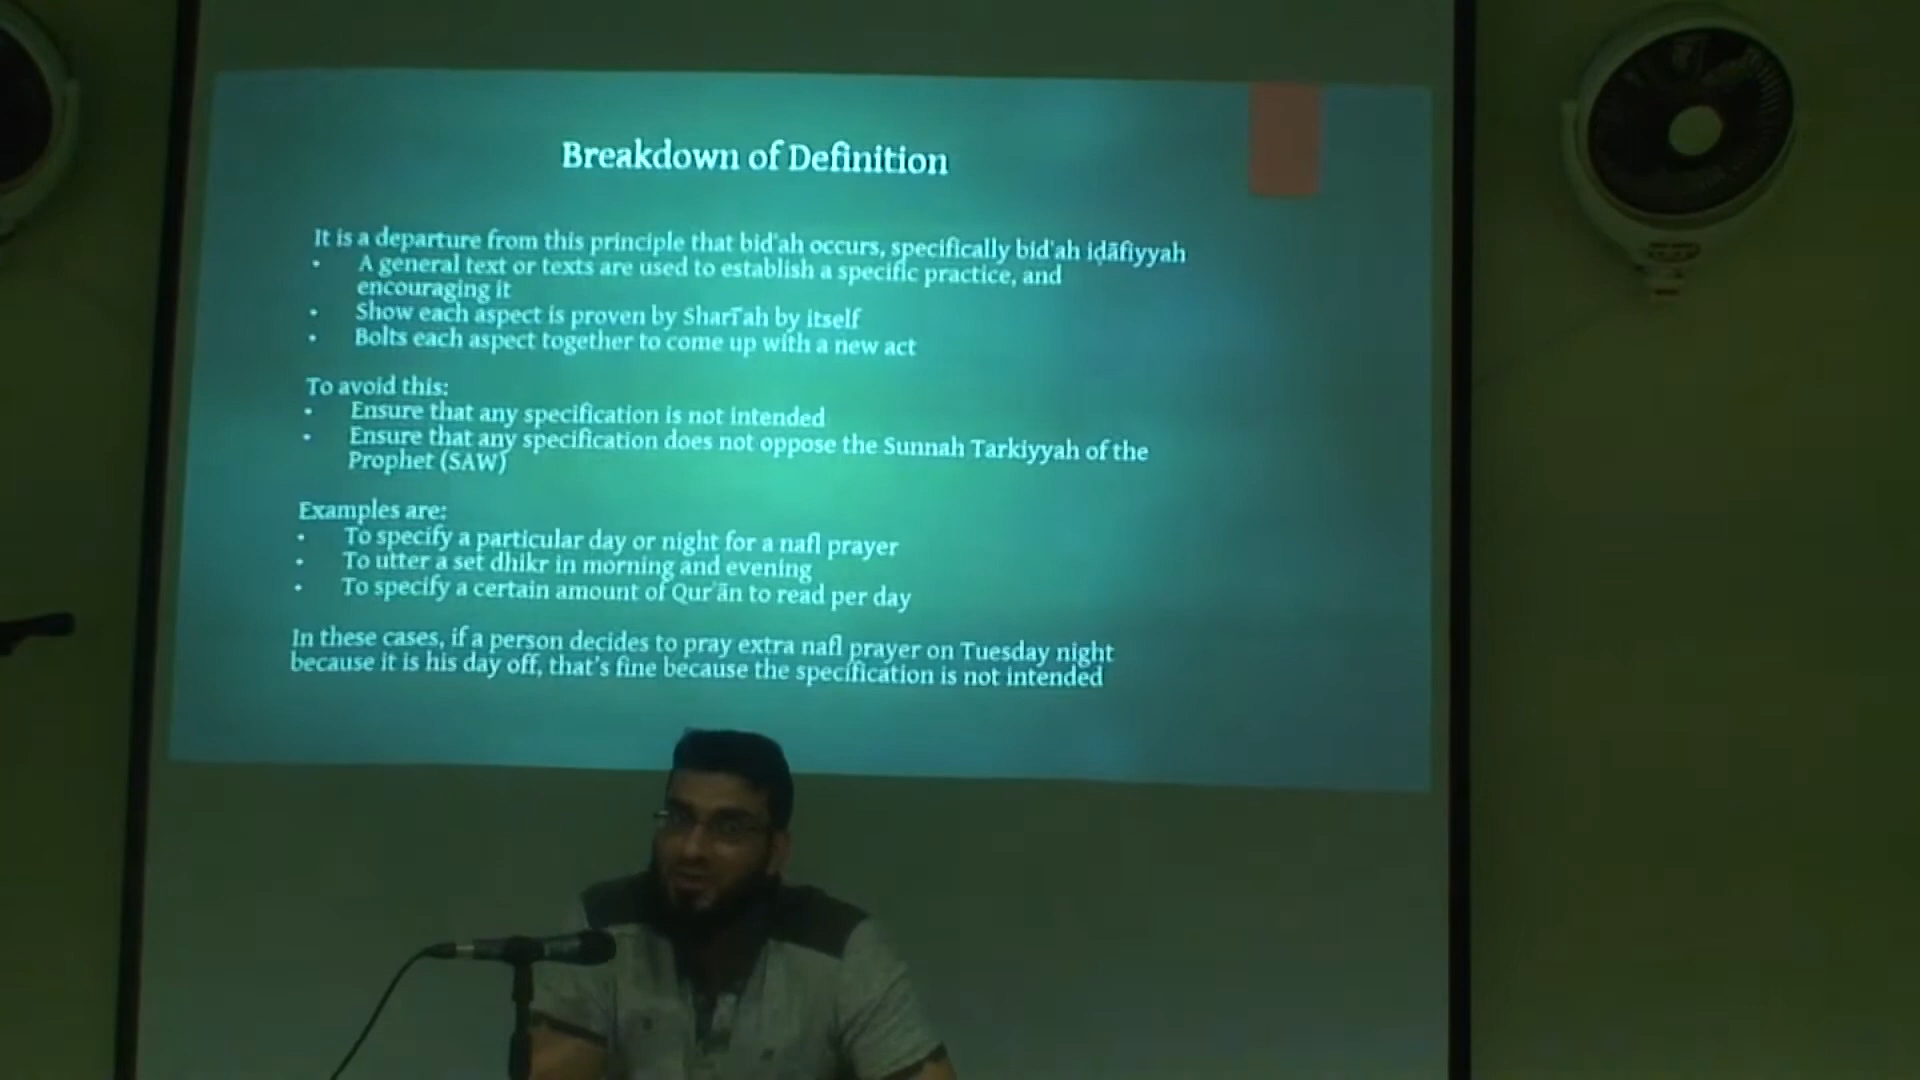 Breakdown of Definition
It is a departure from this principle that bid'ah occurs, specifically bid'ah iḍāfiyyah
• A general text or texts are used to establish a specific practice, and
encouraging it
• Show each aspect is proven by Sharī'ah by itself
• Bolts each aspect together to come up with a new act
To avoid this:
• Ensure that any specification is not intended
• Ensure that any specification does not oppose the Sunnah Tarkiyyah of the
Prophet (SAW)
Examples are:
• To specify a particular day or night for a nafl prayer
• To utter a set dhikr in morning and evening
• To specify a certain amount of Qur'ān to read per day
In these cases, if a person decides to pray extra nafl prayer on Tuesday night
because it is his day off, that's fine because the specification is not intended